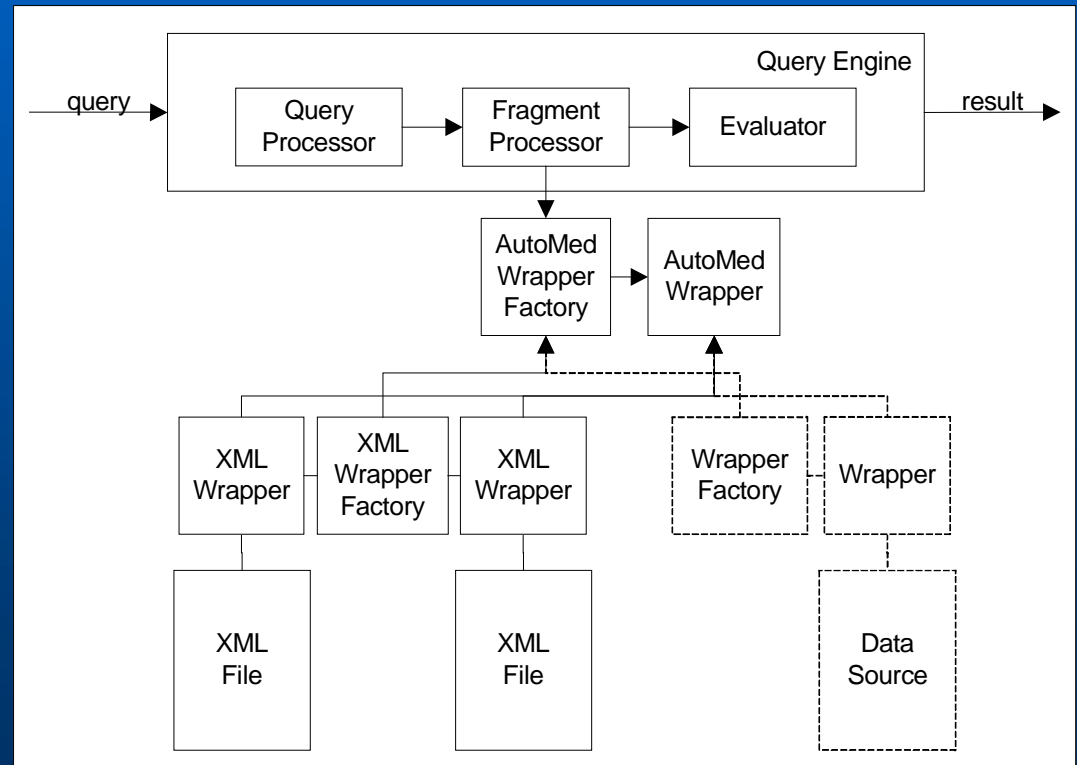 Query Engine
query
result
Query
Processor
Fragment
Processor
Evaluator
AutoMed
Wrapper
Factory
AutoMed
Wrapper
XML
Wrapper
XML
Wrapper
Factory
XML
Wrapper
Wrapper
Factory
Wrapper
XML
File
XML
File
Data
Source